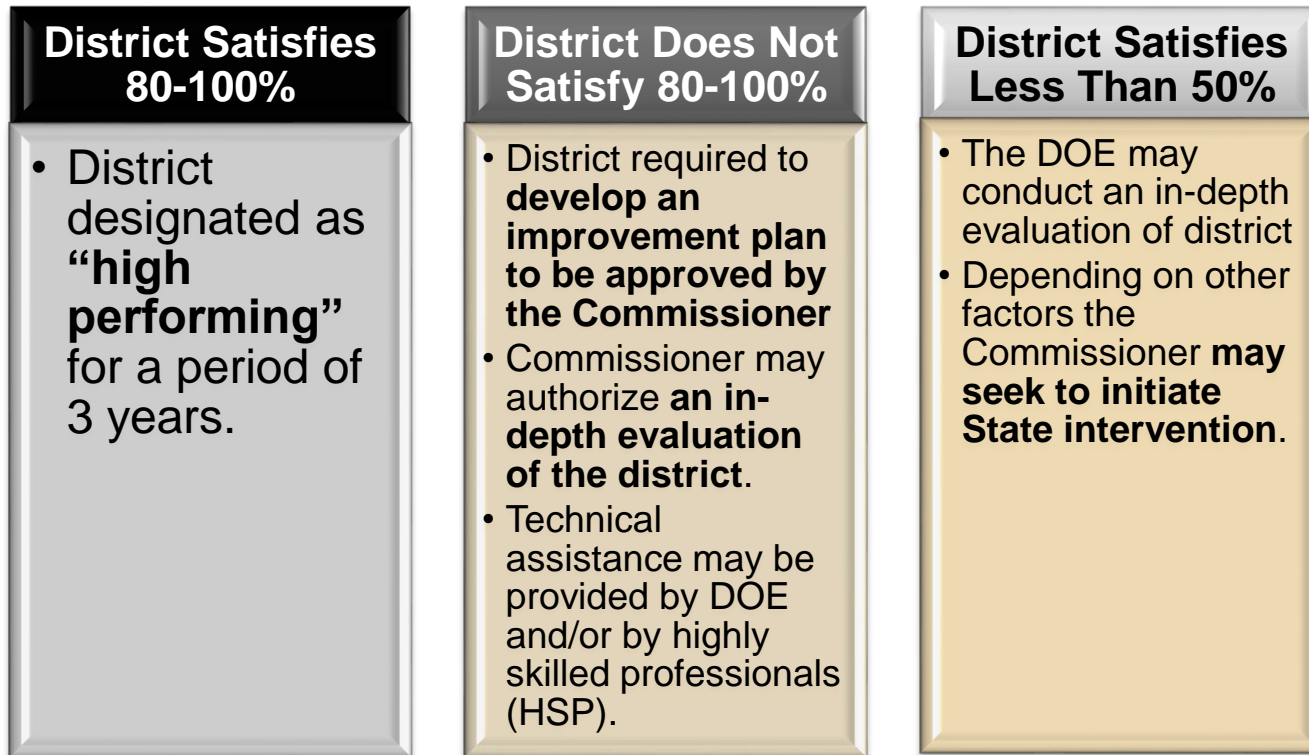 District Satisfies
80-100%
• District
designated as
“high
performing”
for a period of
3 years.
District Does Not
Satisfy 80-100%
• District required to
develop an
improvement plan
to be approved by
the Commissioner
• Commissioner may
authorize an in-
depth evaluation
of the district.
• Technical
assistance may be
provided by DOE
and/or by highly
skilled professionals
(HSP).
District Satisfies
Less Than 50%
• The DOE may
conduct an in-depth
evaluation of district
• Depending on other
factors the
Commissioner may
seek to initiate
State intervention.